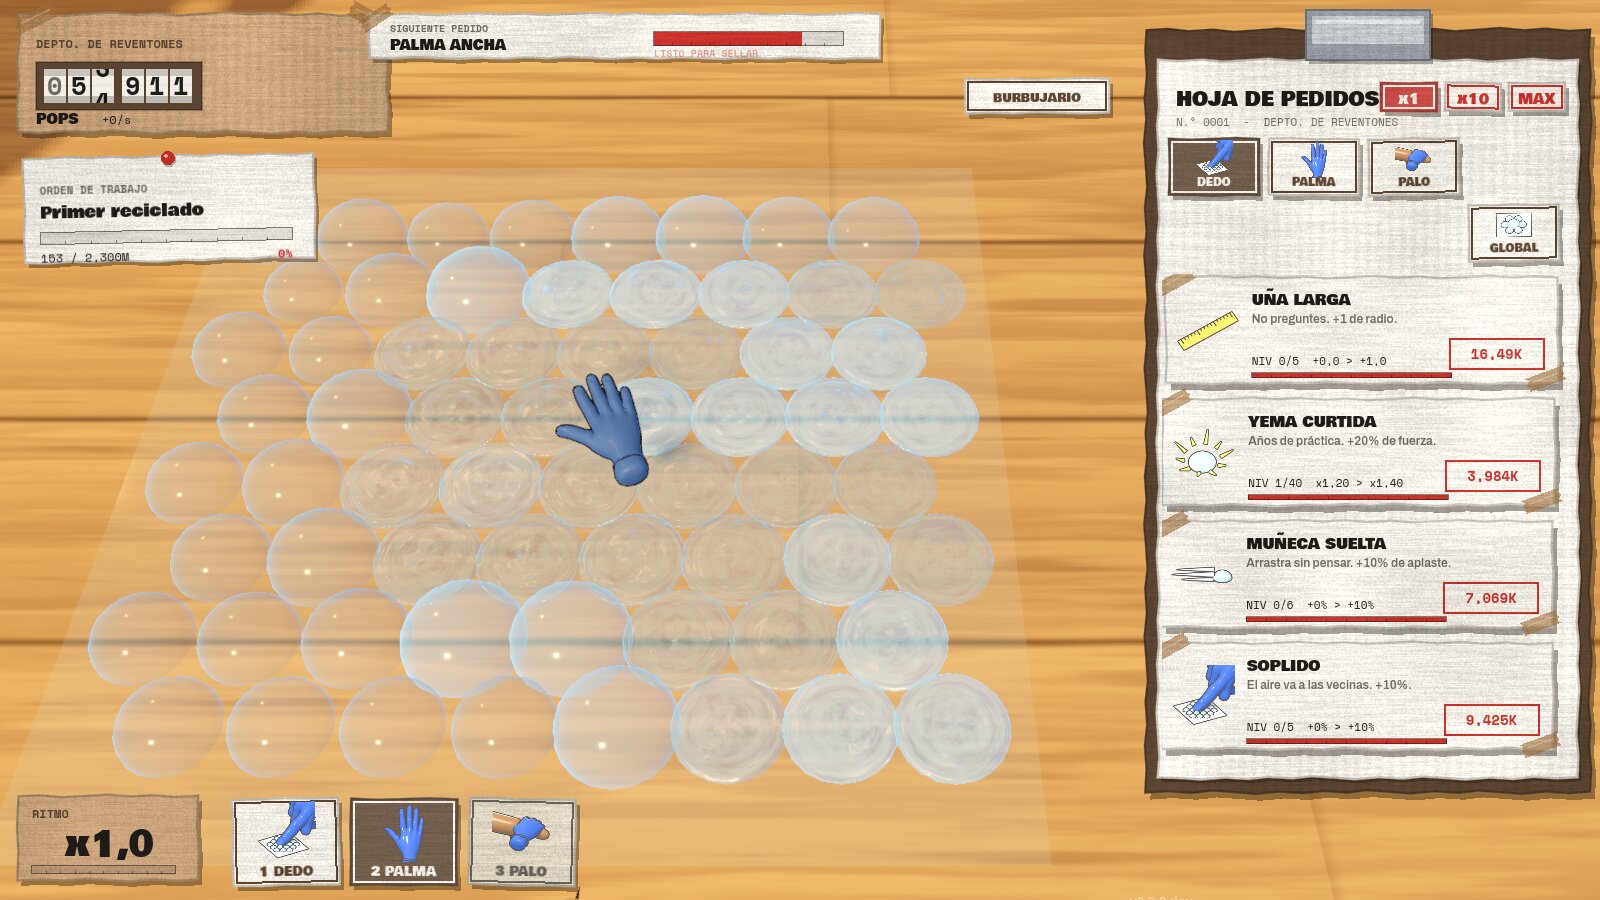 DEPTO. DE REVENTONES
911
POPS +0/s
SIGUIENTE PEDIDO
PALMA ANCHA
LISTO PARA SELLAR
BURBUJARIO
ORDEN DE TRABAJO
Primer reciclado
0%
153 / 2,300M
HOJA DE PEDIDOS x1 x10 MAX
N.° 0001 - DEPTO. DE REVENTONES
DEDO PALMA PALO
GLOBAL
UÑA LARGA
No preguntes. +1 de radio.
NIV 0/5 +0,0 > +1,0
16,49K
YEMA CURTIDA
Años de práctica. +20% de fuerza.
NIV 1/40 x1,20 > x1,40
3,984K
MUÑECA SUELTA
Arrastra sin pensar. +10% de aplaste.
NIV 0/6 +0% > +10%
7,069K
SOPLIDO
El aire va a las vecinas. +10%.
NIV 0/5 +0% > +10%
9,425K
RITMO
x1,0
1 DEDO
2 PALMA
3 PALO